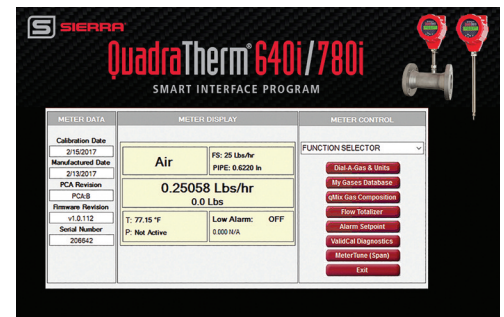 SIERRA
QuadraTherm® 640i/780i
SMART INTERFACE PROGRAM
METER DATA
Calibration Date
2/15/2017
Manufactured Date
2/13/2017
PCA Revision
PCA:B
Firmware Revision
v1.0.112
Serial Number
206642
METER DISPLAY
Air
FS: 25 Lbs/hr
PIPE: 0.6220 In
0.25058 Lbs/hr
0.0 Lbs
T: 77.15 °F
P: Not Active
Low Alarm: OFF
0.000 N/A
METER CONTROL
FUNCTION SELECTOR
Dial-A-Gas & Units
My Gases Database
qMix Gas Composition
Flow Totalizer
Alarm Setpoint
ValidCal Diagnostics
MeterTune (Span)
Exit